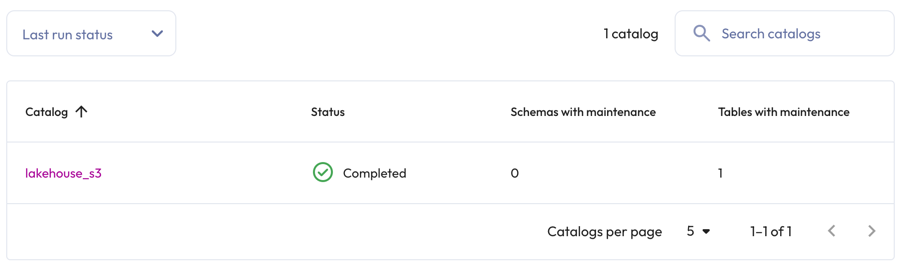 Last run status 1 catalog Search catalogs
Catalog Status Schemas with maintenance Tables with maintenance
lakehouse_s3 Completed 0 1
Catalogs per page 5 1–1 of 1